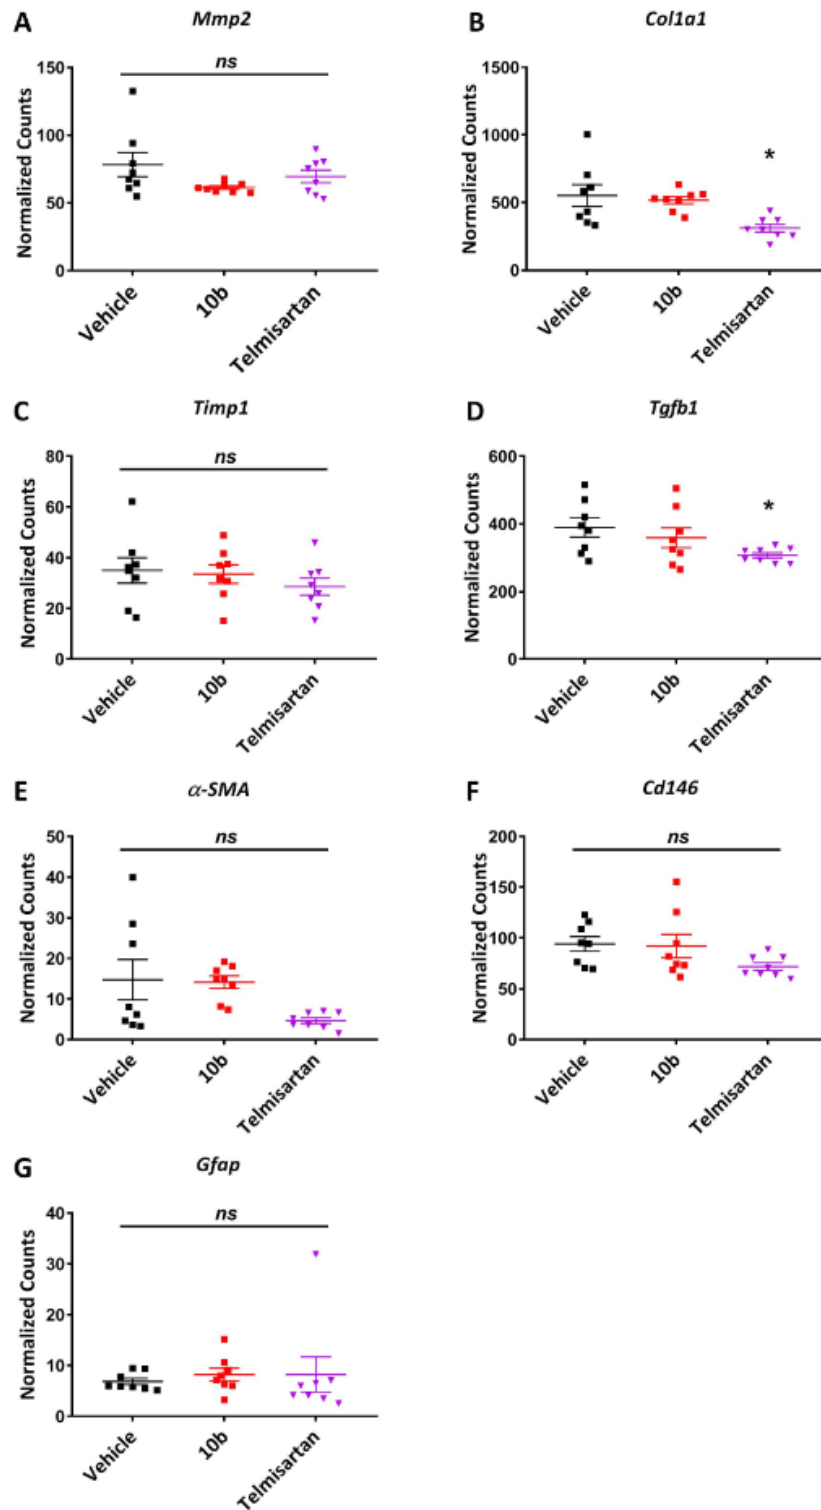 A
Mmp2
Normalized Counts
150
100
50
0
ns
Vehicle
10b
Telmisartan
B
Col1a1
Normalized Counts
1500
1000
500
0
*
Vehicle
10b
Telmisartan
C
Timp1
Normalized Counts
80
60
40
20
0
ns
Vehicle
10b
Telmisartan
D
Tgfb1
Normalized Counts
600
400
200
0
*
Vehicle
10b
Telmisartan
E
α-SMA
Normalized Counts
50
40
30
20
10
0
ns
Vehicle
10b
Telmisartan
F
Cd146
Normalized Counts
200
150
100
50
0
ns
Vehicle
10b
Telmisartan
G
Gfap
Normalized Counts
40
30
20
10
0
ns
Vehicle
10b
Telmisartan